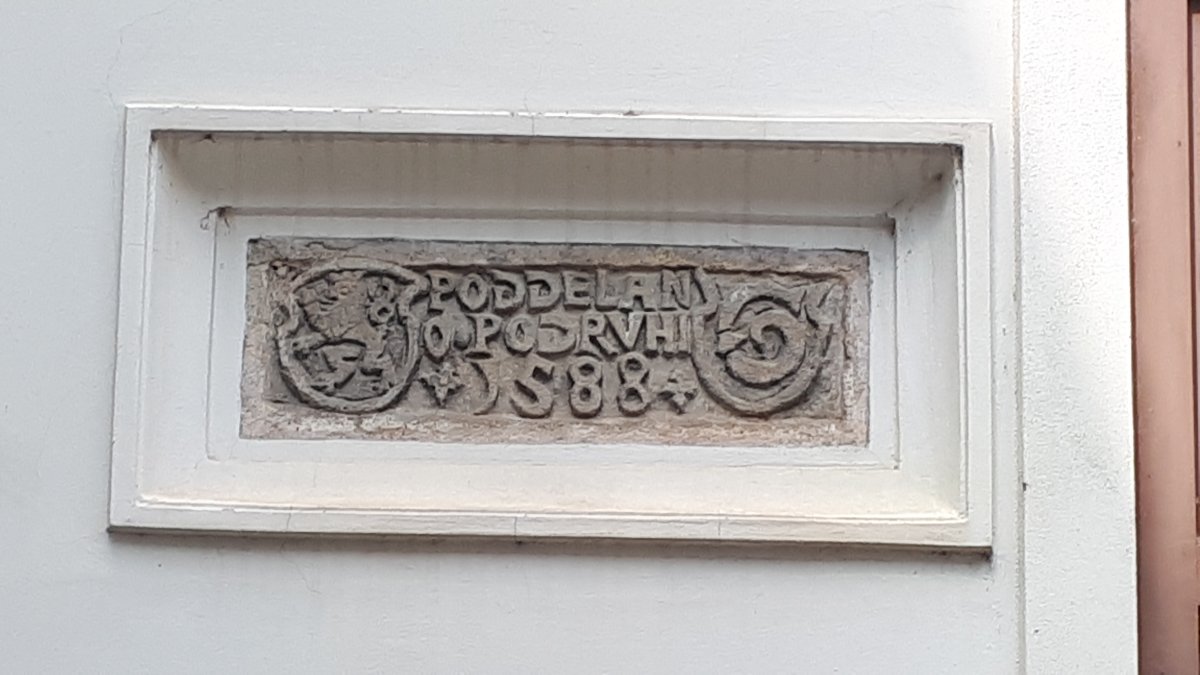 PODDELAN
O PODRVHI
1588